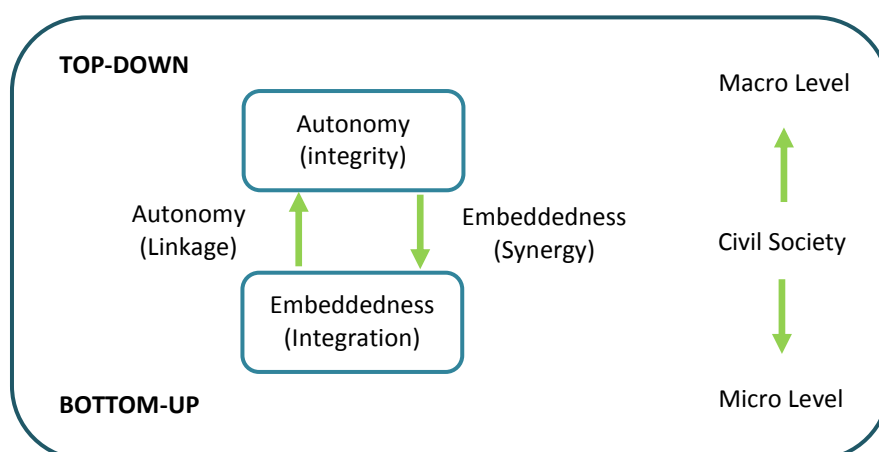 TOP-DOWN
Macro Level
Autonomy
(integrity)
Autonomy
(Linkage)
Embeddedness
(Synergy)
Civil Society
Embeddedness
(Integration)
BOTTOM-UP
Micro Level